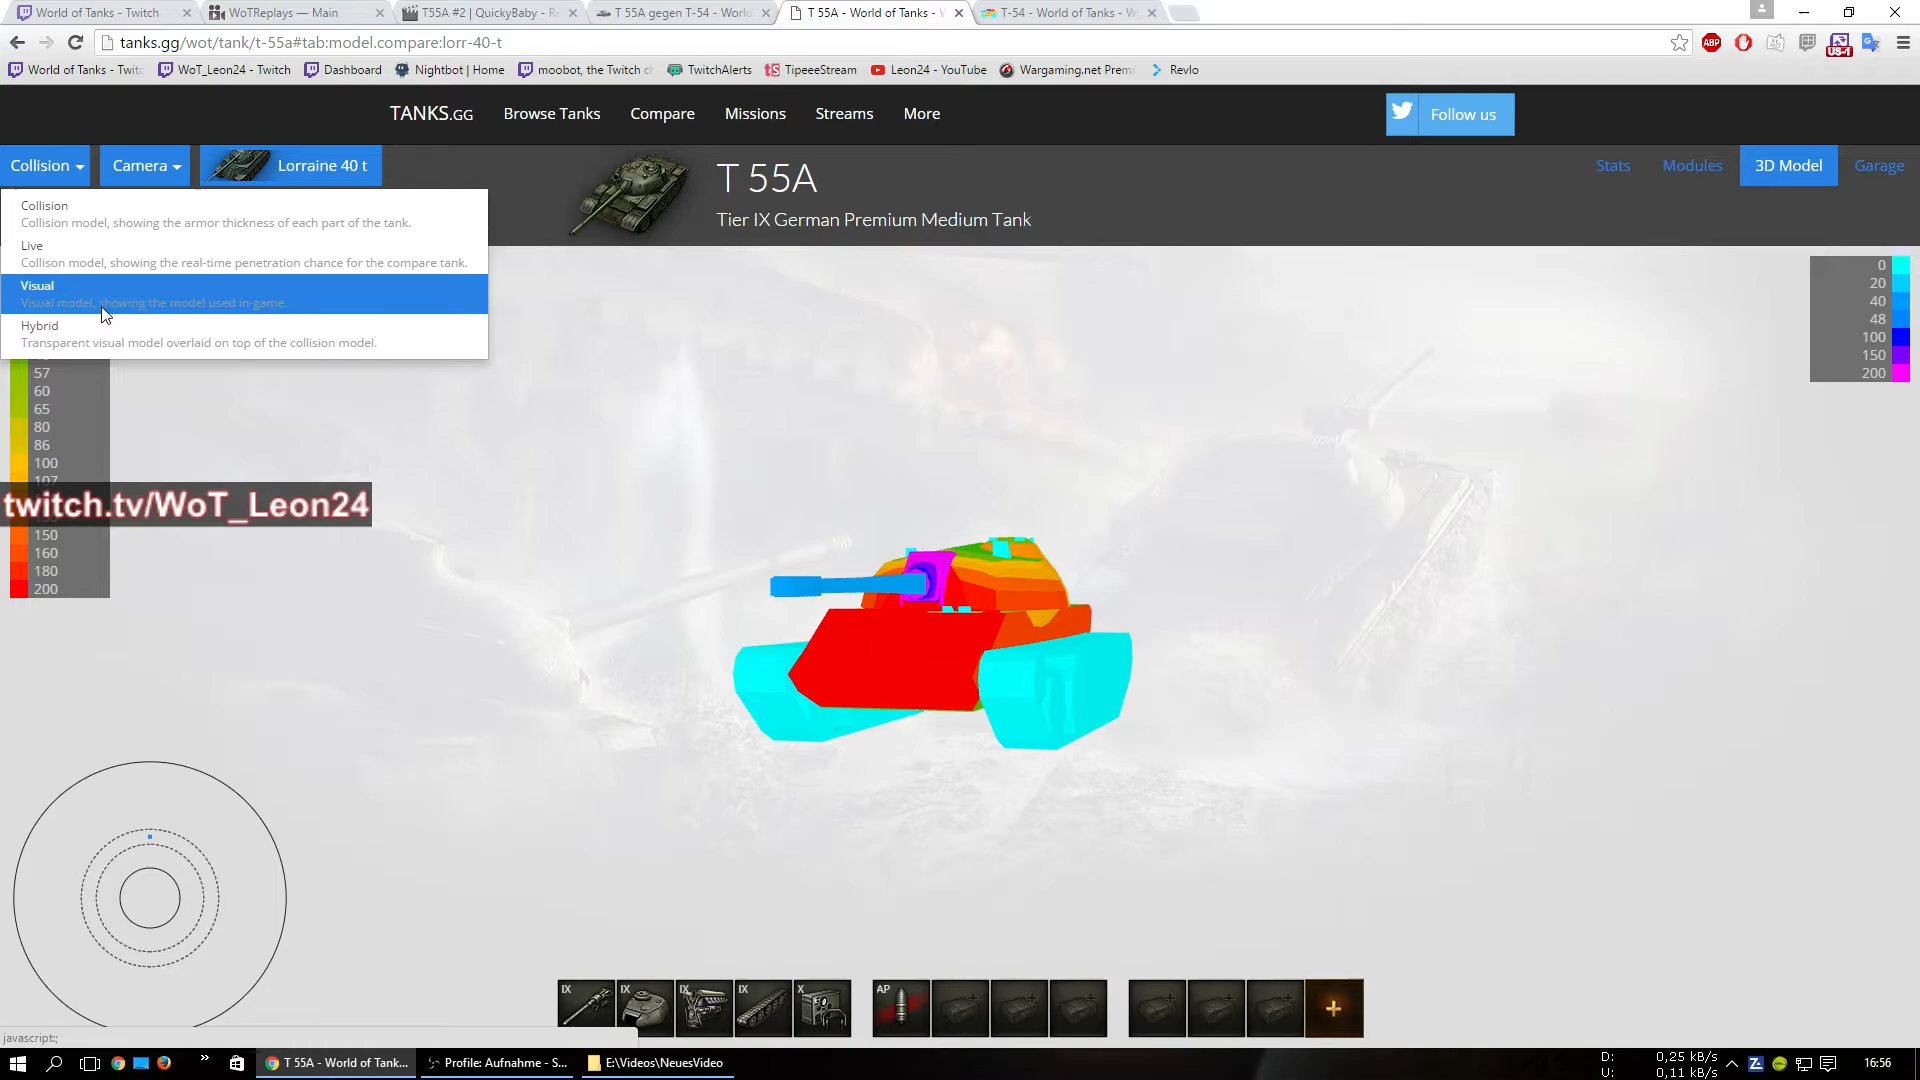 World of Tanks - Twitch
WoTReplays — Main
T55A #2 | QuickyBaby - R
T 55A gegen T-54 - World
T 55A - World of Tanks - W
T-54 - World of Tanks - W
tanks.gg/wot/tank/t-55a#tab:model.compare:lorr-40-t
ABP
US-1
World of Tanks - Twitc
WoT_Leon24 - Twitch
Dashboard
Nightbot | Home
moobot, the Twitch c
TwitchAlerts
TipeeeStream
Leon24 - YouTube
Wargaming.net Premi
Revlo
TANKS.GG
Browse Tanks
Compare
Missions
Streams
More
Follow us
Collision
Camera
Lorraine 40 t
T 55A
Tier IX German Premium Medium Tank
Stats
Modules
3D Model
Garage
Collision
Collision model, showing the armor thickness of each part of the tank.
Live
Collison model, showing the real-time penetration chance for the compare tank.
Visual
Visual model, showing the model used in-game.
Hybrid
Transparent visual model overlaid on top of the collision model.
0
20
40
48
100
150
200
57
60
65
80
86
100
107
twitch.tv/WoT_Leon24
150
160
180
200
IX
IX
IX
IX
X
AP
javascript:;
T 55A - World of Tank...
Profile: Aufnahme - S...
E:\Videos\NeuesVideo
D: 0,25 kB/s
U: 0,11 kB/s
16:56